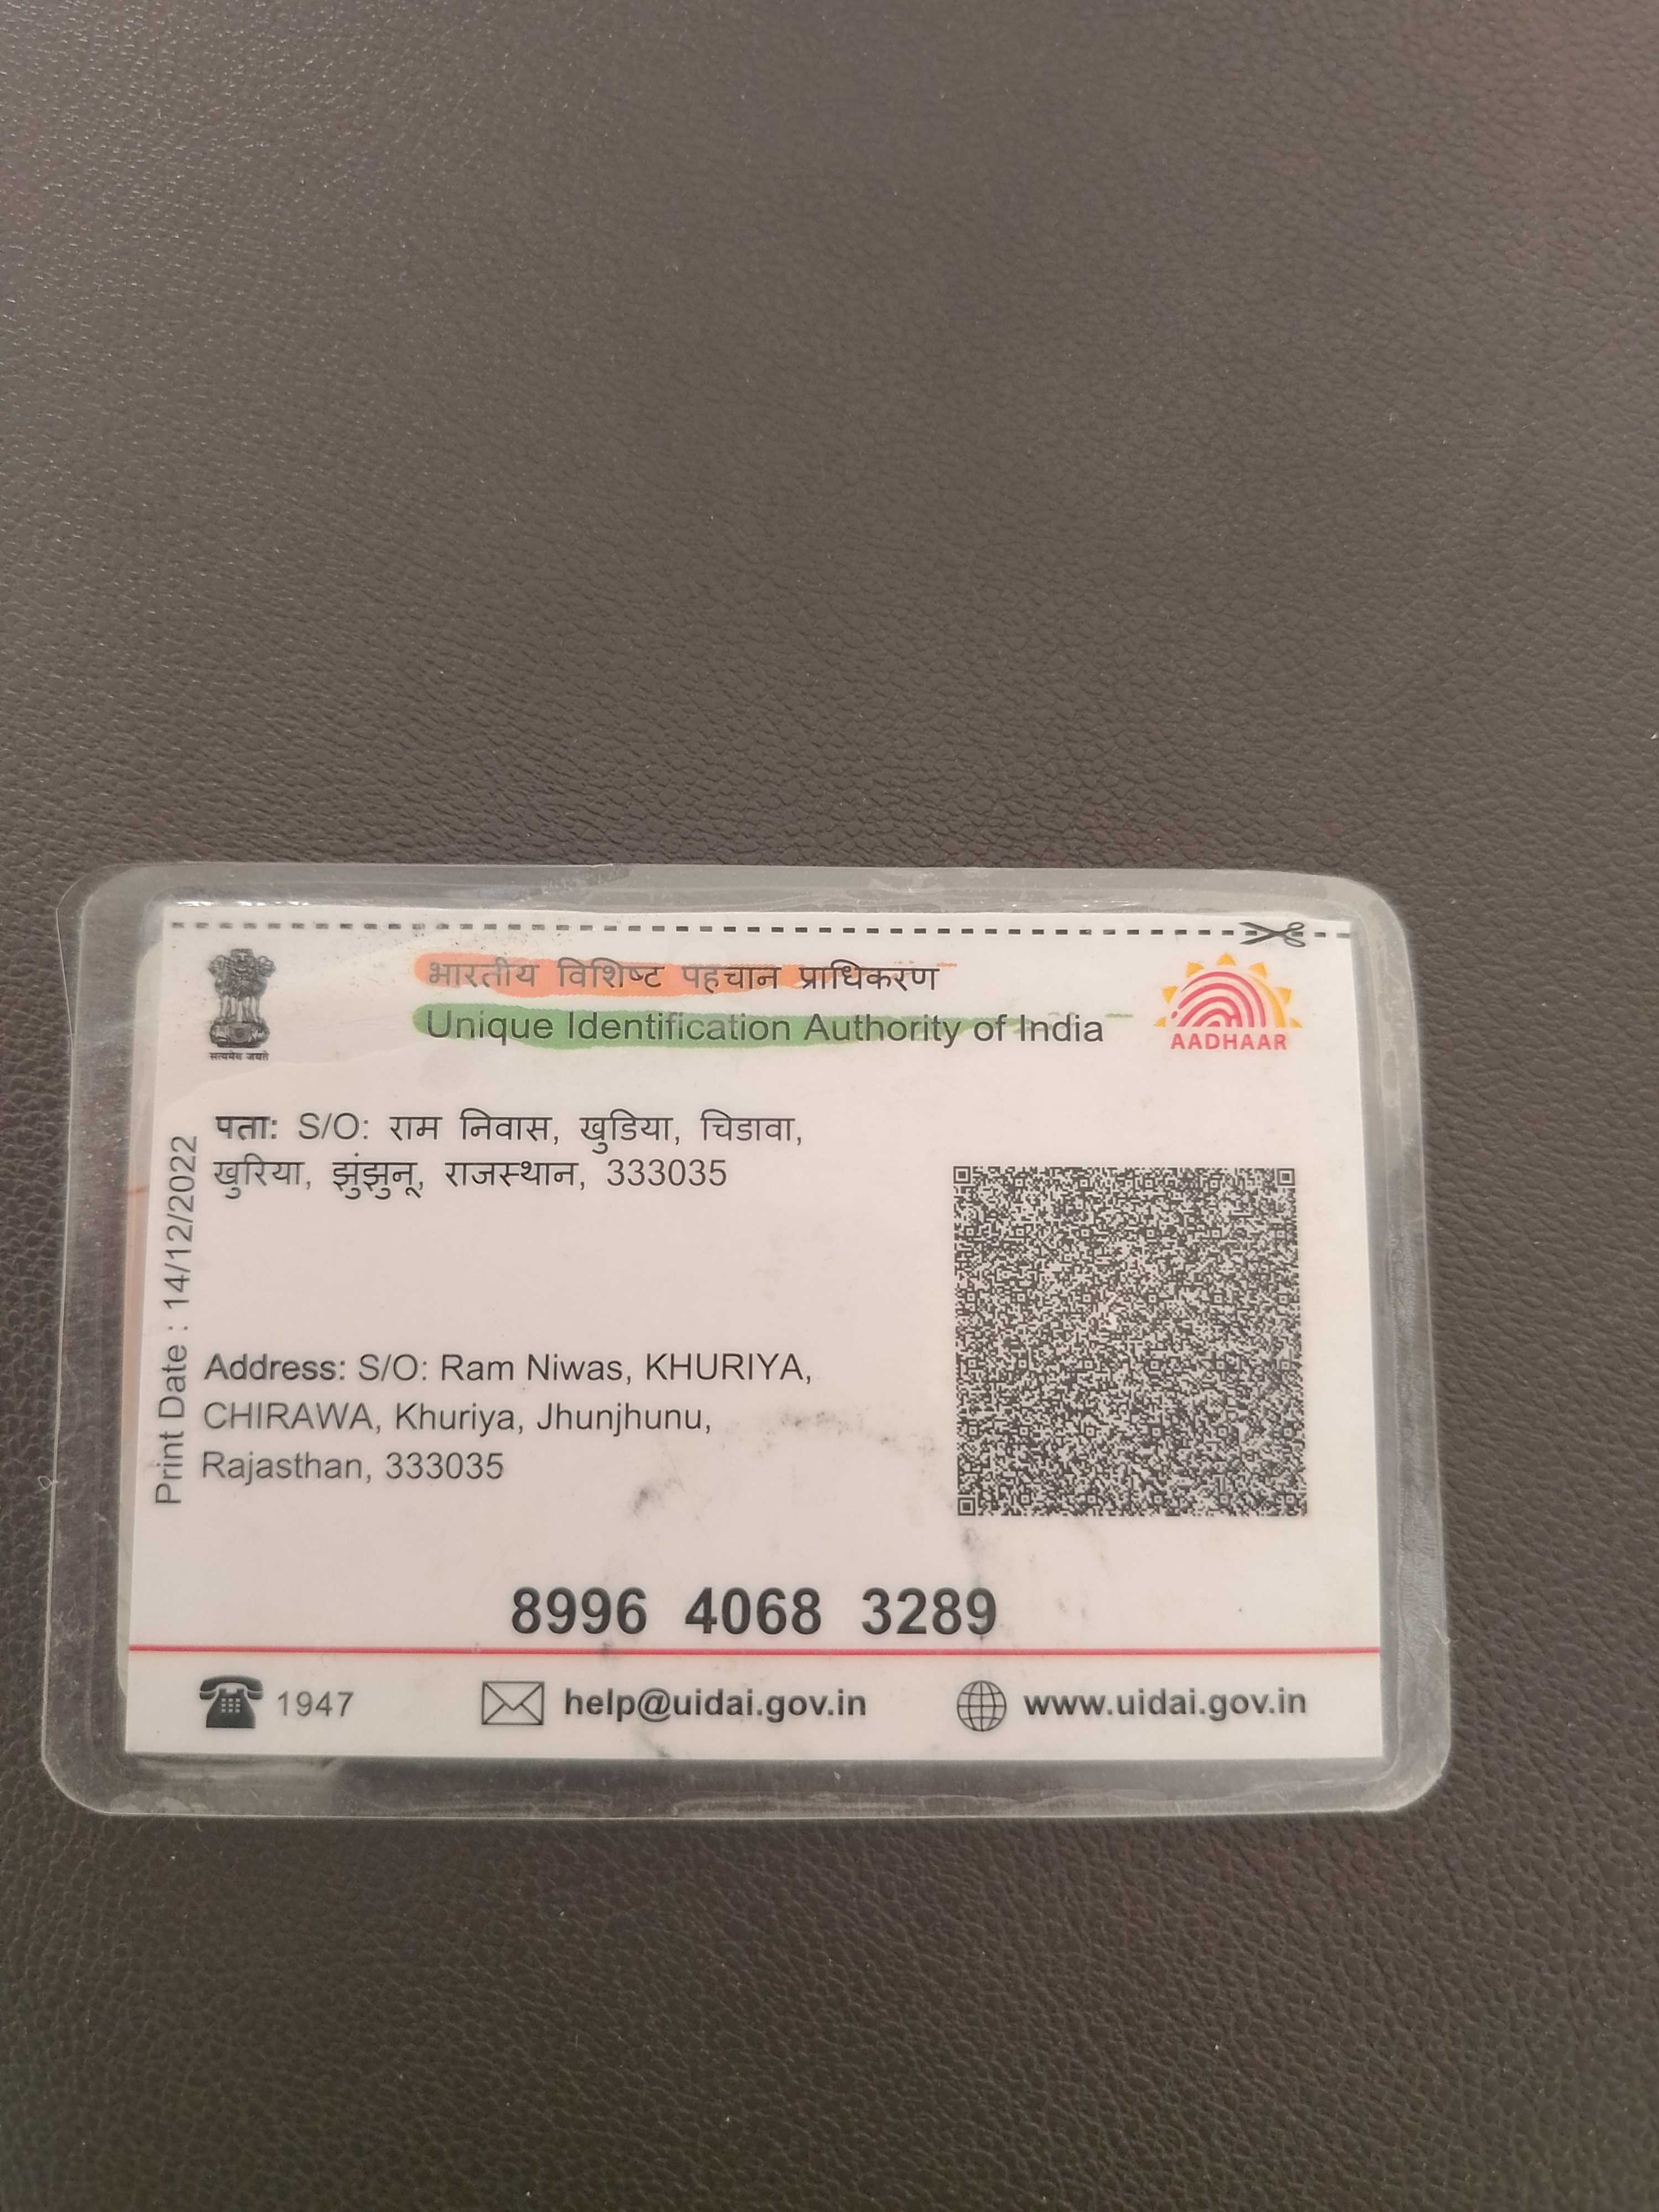 भारतीय विशिष्ट पहचान प्राधिकरण
Unique Identification Authority of India
सत्यमेव जयते
AADHAAR
पता: S/O: राम निवास, खुडिया, चिडावा,
खुरिया, झुंझुनू, राजस्थान, 333035
Print Date : 14/12/2022
Address: S/O: Ram Niwas, KHURIYA,
CHIRAWA, Khuriya, Jhunjhunu,
Rajasthan, 333035
8996 4068 3289
1947
help@uidai.gov.in
www.uidai.gov.in